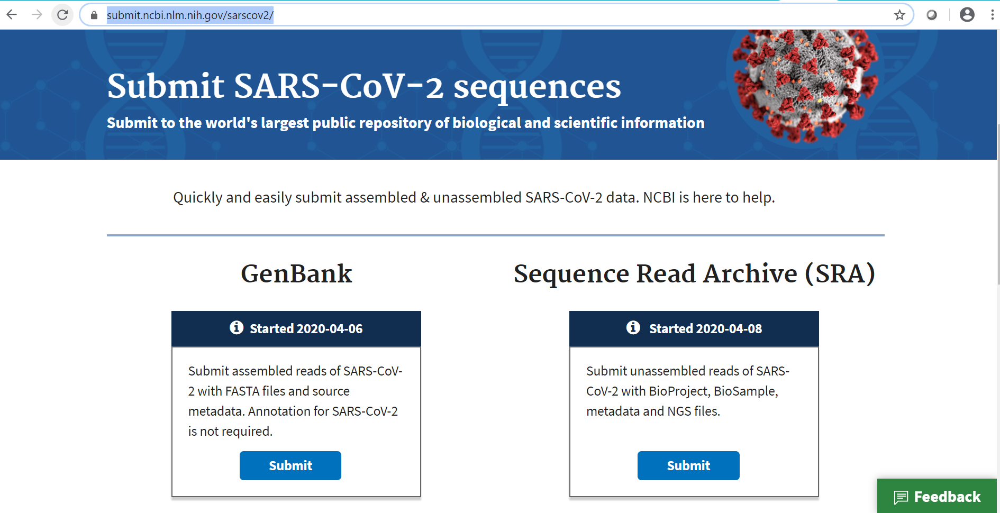 submit.ncbi.nlm.nih.gov/sarscov2/
Submit SARS-CoV-2 sequences
Submit to the world's largest public repository of biological and scientific information
Quickly and easily submit assembled & unassembled SARS-CoV-2 data. NCBI is here to help.
GenBank
Started 2020-04-06
Submit assembled reads of SARS-CoV-
2 with FASTA files and source
metadata. Annotation for SARS-CoV-2
is not required.
Submit
Sequence Read Archive (SRA)
Started 2020-04-08
Submit unassembled reads of SARS-
CoV-2 with BioProject, BioSample,
metadata and NGS files.
Submit
Feedback